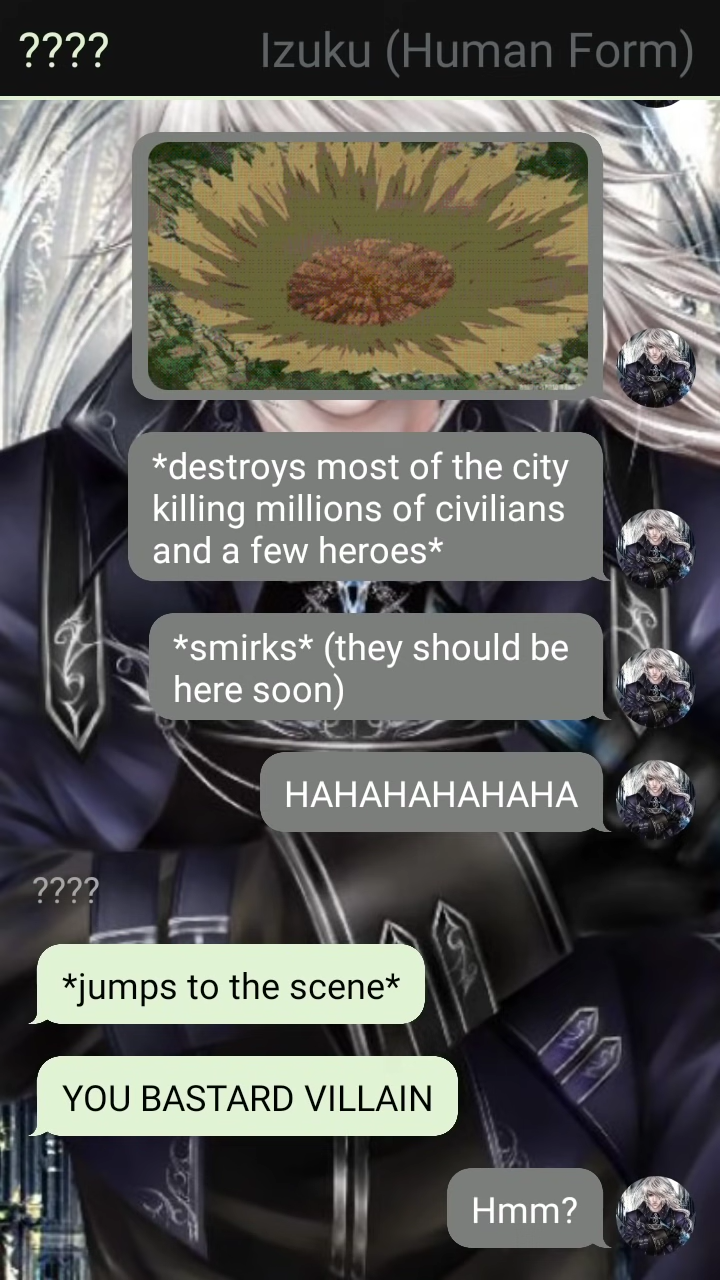 ????
Izuku (Human Form)
*destroys most of the city
killing millions of civilians
and a few heroes*
*smirks* (they should be
here soon)
HAHAHAHAHAHA
????
*jumps to the scene*
YOU BASTARD VILLAIN
Hmm?